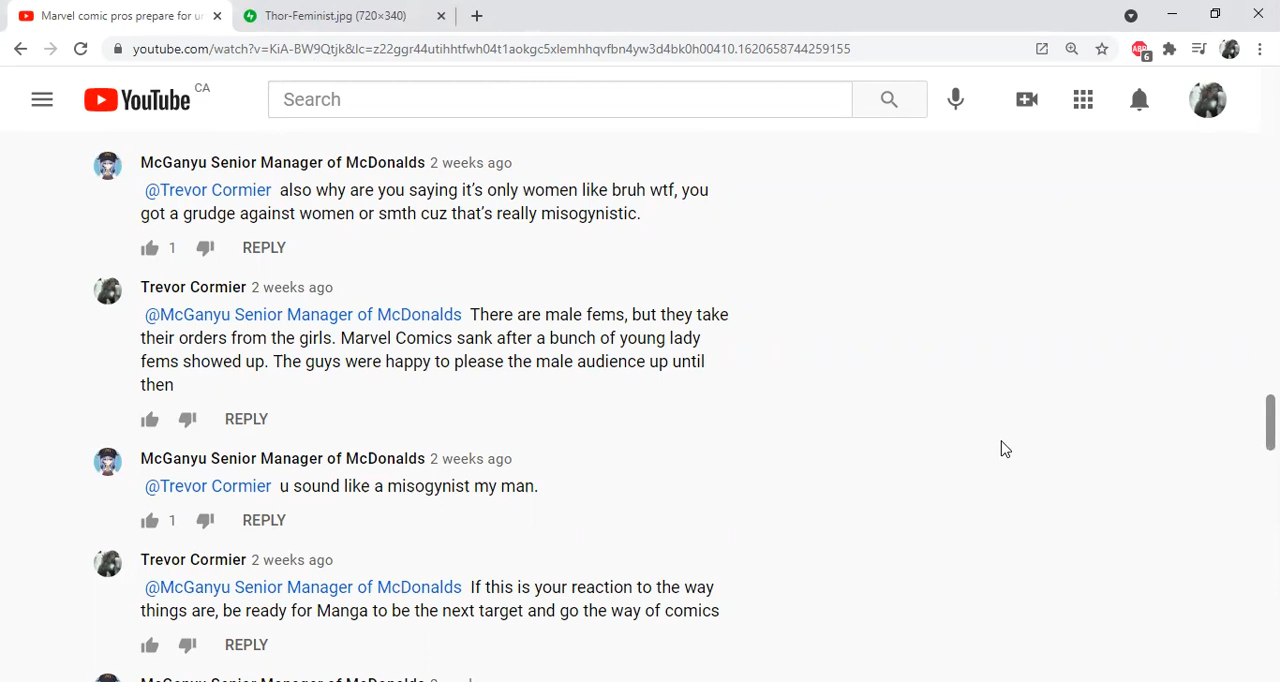 Marvel comic pros prepare for u
Thor-Feminist.jpg (720×340)
youtube.com/watch?v=KiA-BW9Qtjk&lc=z22ggr44utihhtfwh04t1aokgc5xlemhhqvfbn4yw3d4bk0h00410.1620658744259155
ABP
6
YouTube CA
Search
McGanyu Senior Manager of McDonalds 2 weeks ago
@Trevor Cormier also why are you saying it's only women like bruh wtf, you
got a grudge against women or smth cuz that's really misogynistic.
1 REPLY
Trevor Cormier 2 weeks ago
@McGanyu Senior Manager of McDonalds There are male fems, but they take
their orders from the girls. Marvel Comics sank after a bunch of young lady
fems showed up. The guys were happy to please the male audience up until
then
REPLY
McGanyu Senior Manager of McDonalds 2 weeks ago
@Trevor Cormier u sound like a misogynist my man.
1 REPLY
Trevor Cormier 2 weeks ago
@McGanyu Senior Manager of McDonalds If this is your reaction to the way
things are, be ready for Manga to be the next target and go the way of comics
REPLY
McGanyu Senior Manager of McDonalds